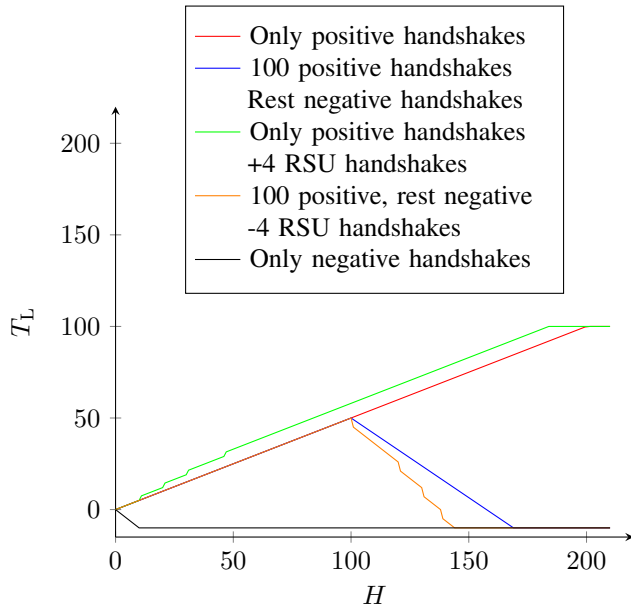 Only positive handshakes
100 positive handshakes
Rest negative handshakes
Only positive handshakes
+4 RSU handshakes
100 positive, rest negative
-4 RSU handshakes
Only negative handshakes
200
150
100
50
0
T_L
0 50 100 150 200
H